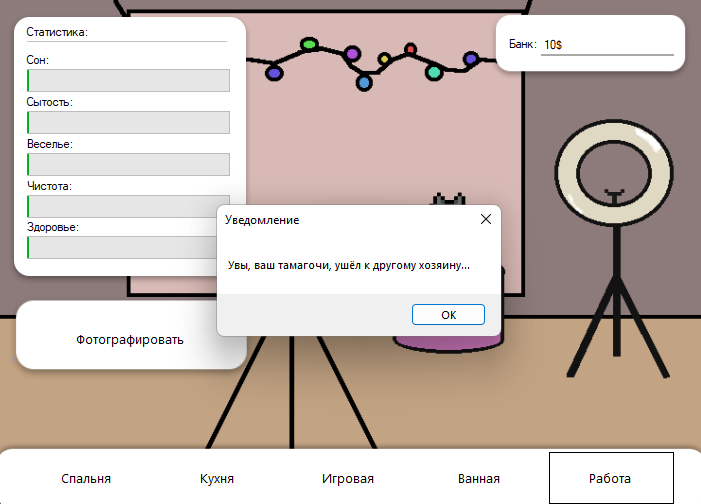 Статистика:
Сон:
Сытость:
Веселье:
Чистота:
Здоровье:
Банк: 10$
Уведомление
Увы, ваш тамагочи, ушёл к другому хозяину...
OK
Фотографировать
Спальня
Кухня
Игровая
Ванная
Работа